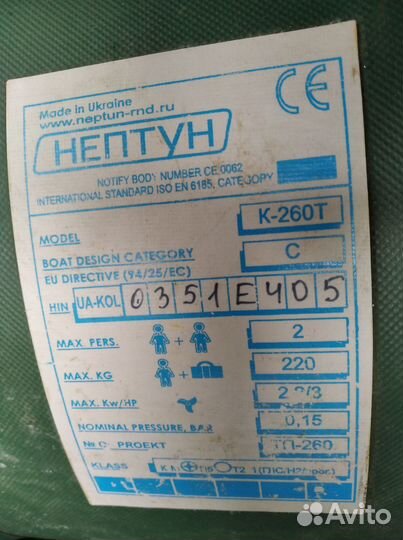 Made in Ukraine
www.neptun-rnd.ru
CE
НЕПТУН
NOTIFY BODY NUMBER CE 0062
INTERNATIONAL STANDARD ISO EN 6185, CATEJOPY
MODEL K-260T
BOAT DESIGN CATEGORY
EU DIRECTIVE (94/25/EC) C
HIN UA-KOL 0351E405
MAX. PERS. + 2
MAX. KG + 220
MAX. Kw/HP /3
NOMINAL PRESSURE, BAR 0,15
PROEKT ТП-260
KLASS
Avito